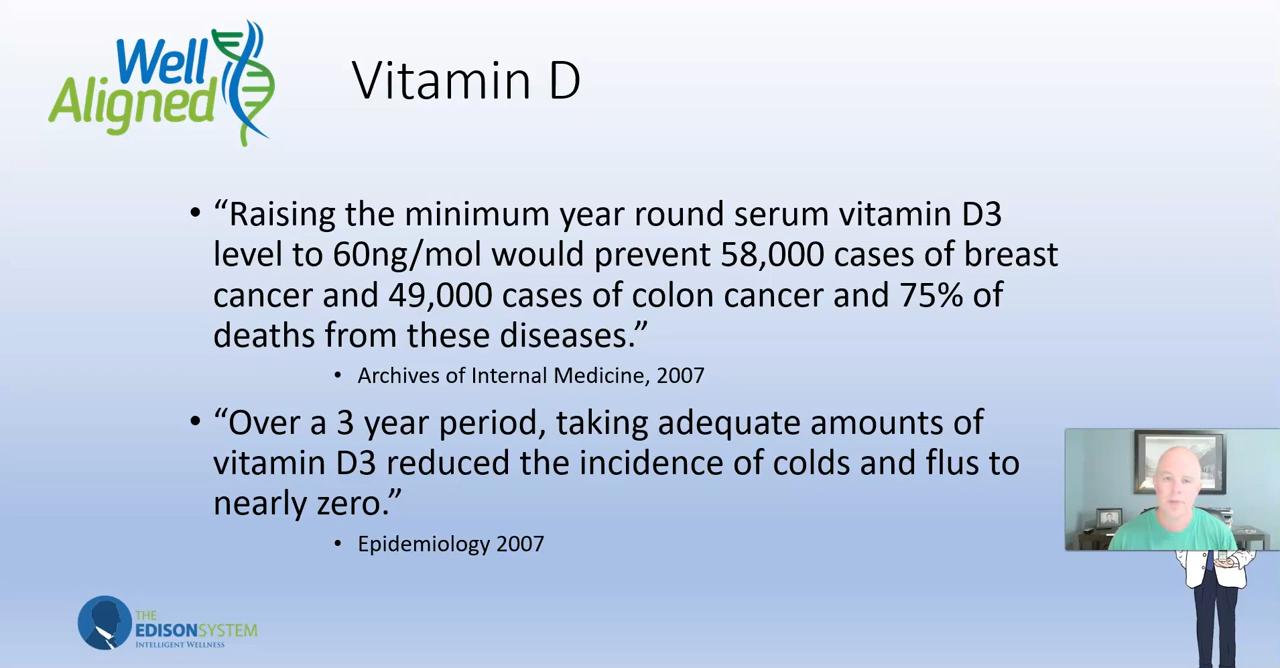 Well
Aligned
Vitamin D
• “Raising the minimum year round serum vitamin D3
level to 60ng/mol would prevent 58,000 cases of breast
cancer and 49,000 cases of colon cancer and 75% of
deaths from these diseases.”
• Archives of Internal Medicine, 2007
• “Over a 3 year period, taking adequate amounts of
vitamin D3 reduced the incidence of colds and flus to
nearly zero.”
• Epidemiology 2007
THE
EDISONSYSTEM
INTELLIGENT WELLNESS